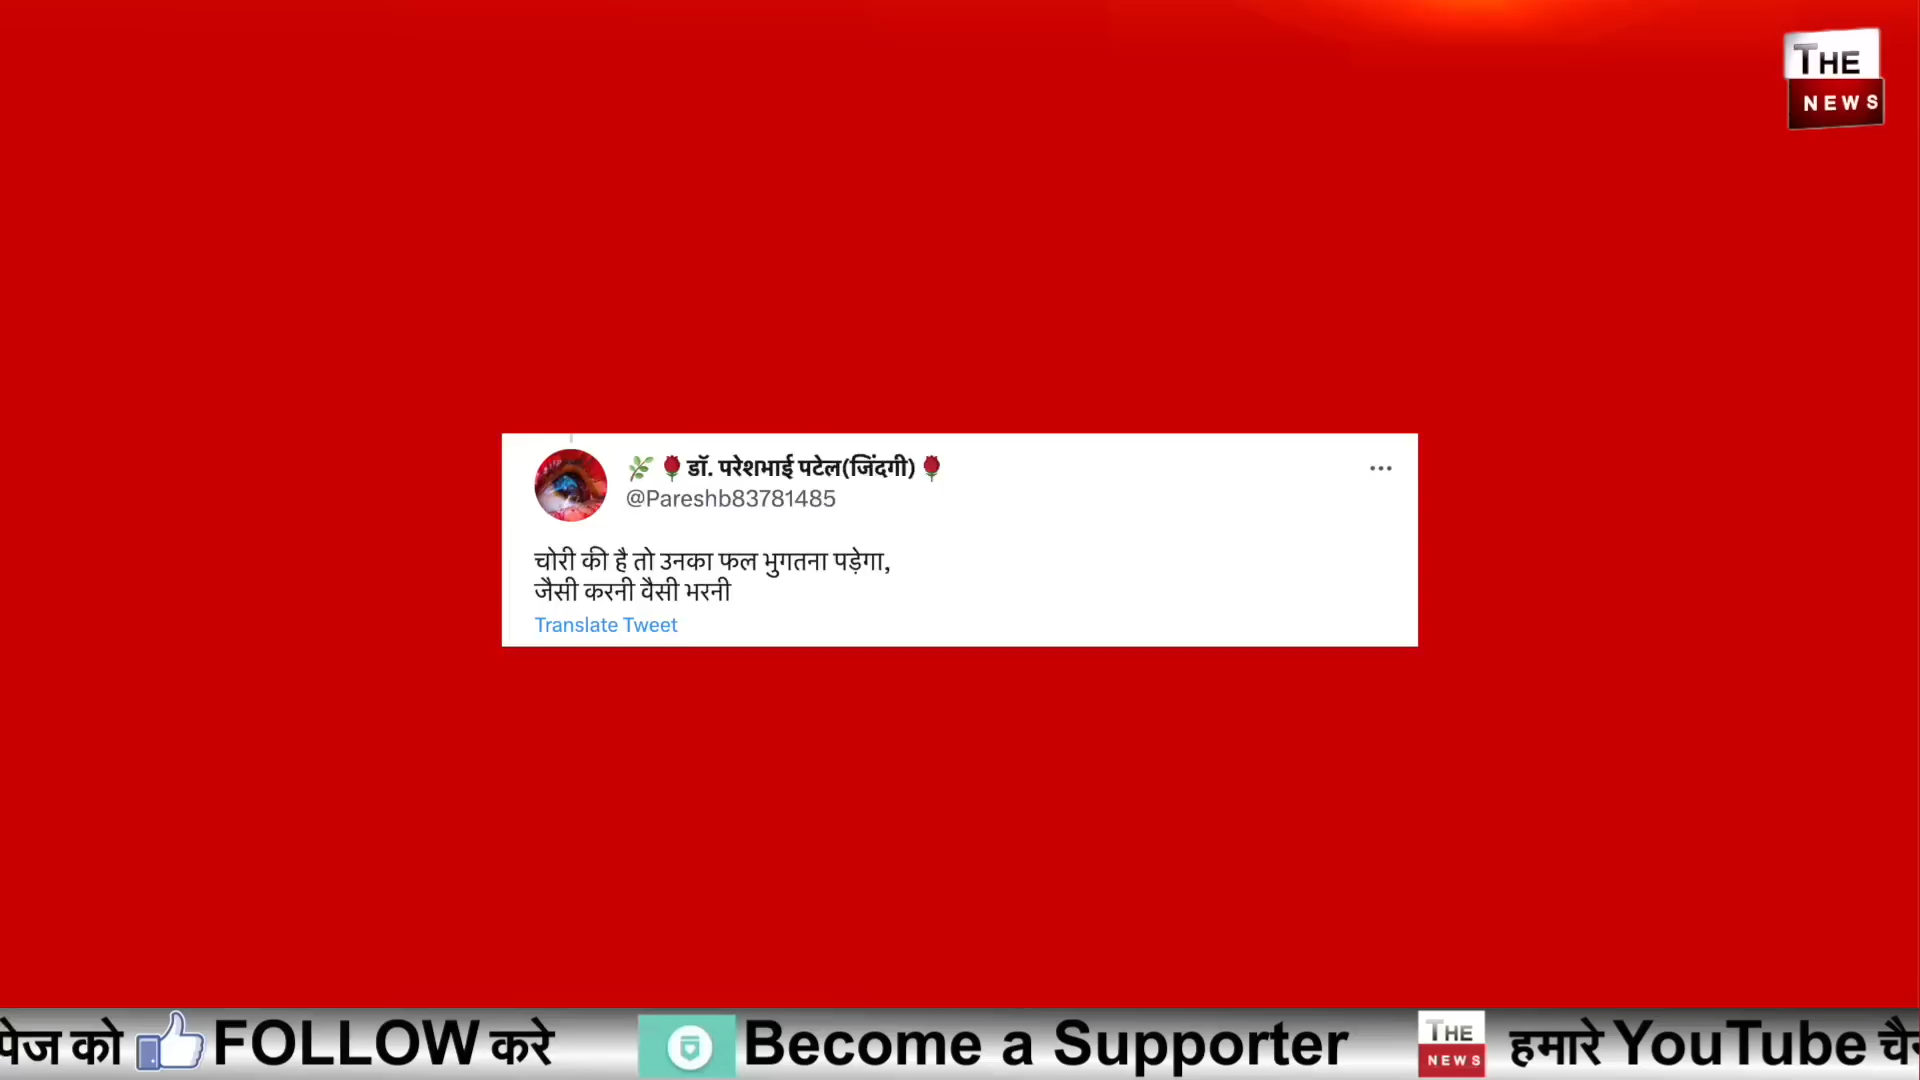 THE
NEWS
🌿🌹डॉ. परेशभाई पटेल(जिंदगी)🌹
@Pareshb83781485
चोरी की है तो उनका फल भुगतना पड़ेगा,
जैसी करनी वैसी भरनी
Translate Tweet
पेज को FOLLOW करे Become a Supporter THE NEWS हमारे YouTube